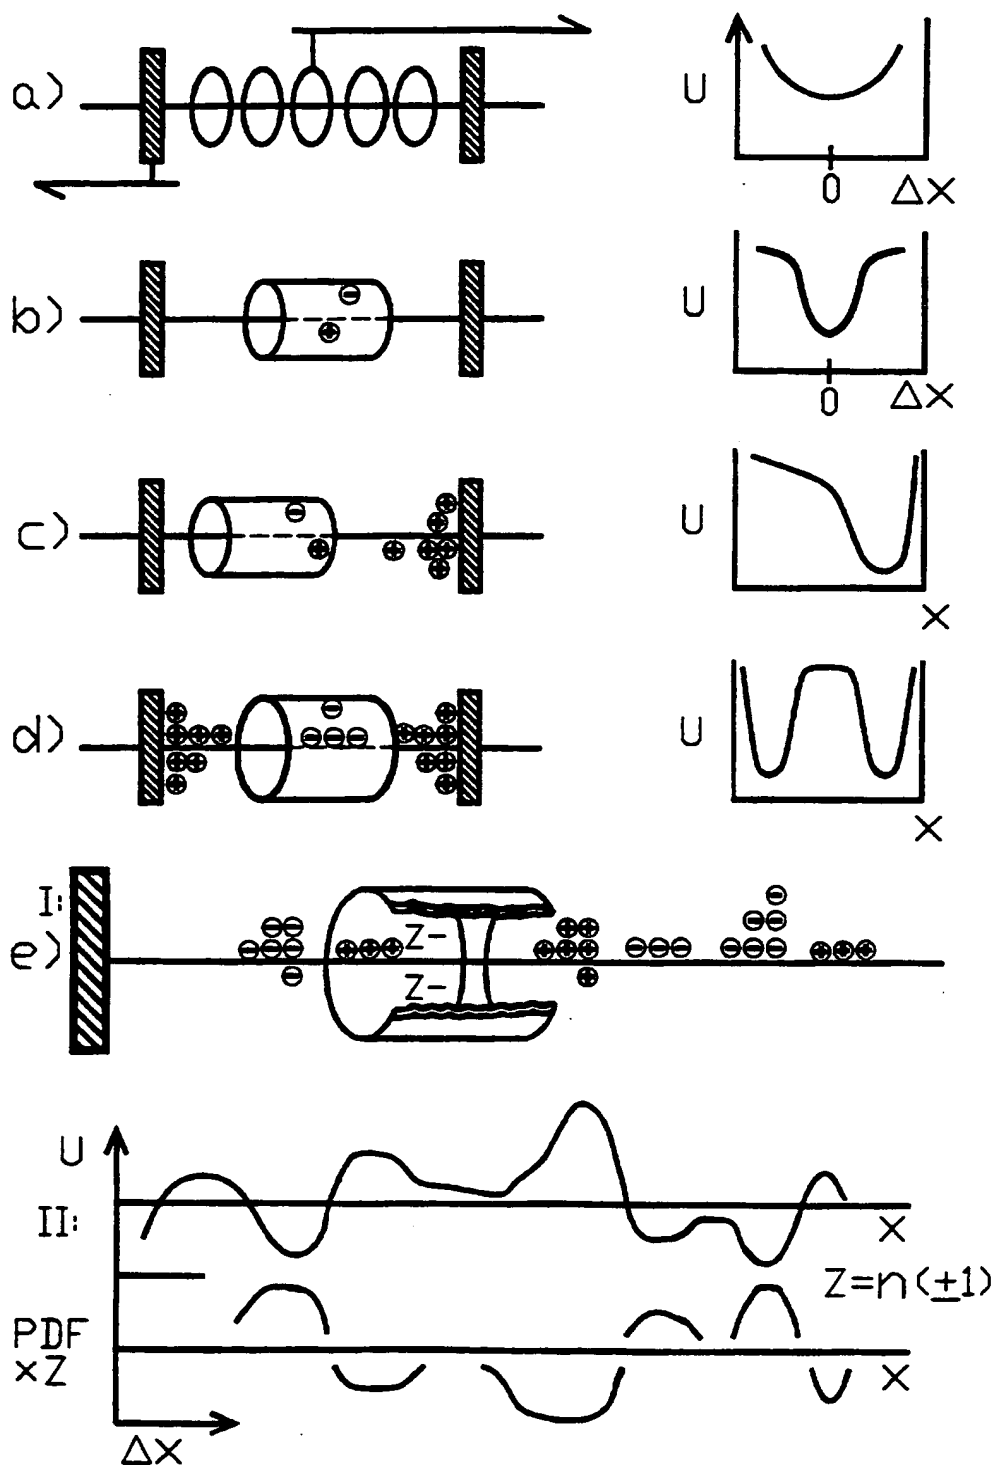 a)
U
0
ΔX
b)
U
0
ΔX
c)
U
X
d)
U
X
I:
e)
Z-
Z-
U
II:
X
Z=n(±1)
PDF
×Z
X
ΔX